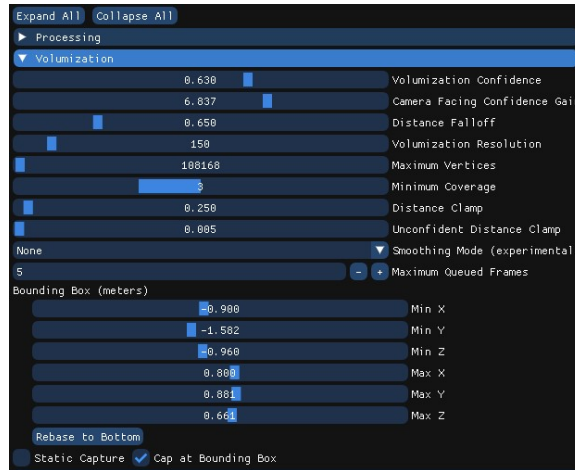 Expand All Collapse All
Processing
Volumization
0.630 Volumization Confidence
6.837 Camera Facing Confidence Gai
0.650 Distance Falloff
150 Volumization Resolution
108168 Maximum Vertices
3 Minimum Coverage
0.250 Distance Clamp
0.005 Unconfident Distance Clamp
None Smoothing Mode (experimental
5 - + Maximum Queued Frames
Bounding Box (meters)
-0.900 Min X
-1.582 Min Y
-0.960 Min Z
0.800 Max X
0.881 Max Y
0.661 Max Z
Rebase to Bottom
Static Capture Cap at Bounding Box